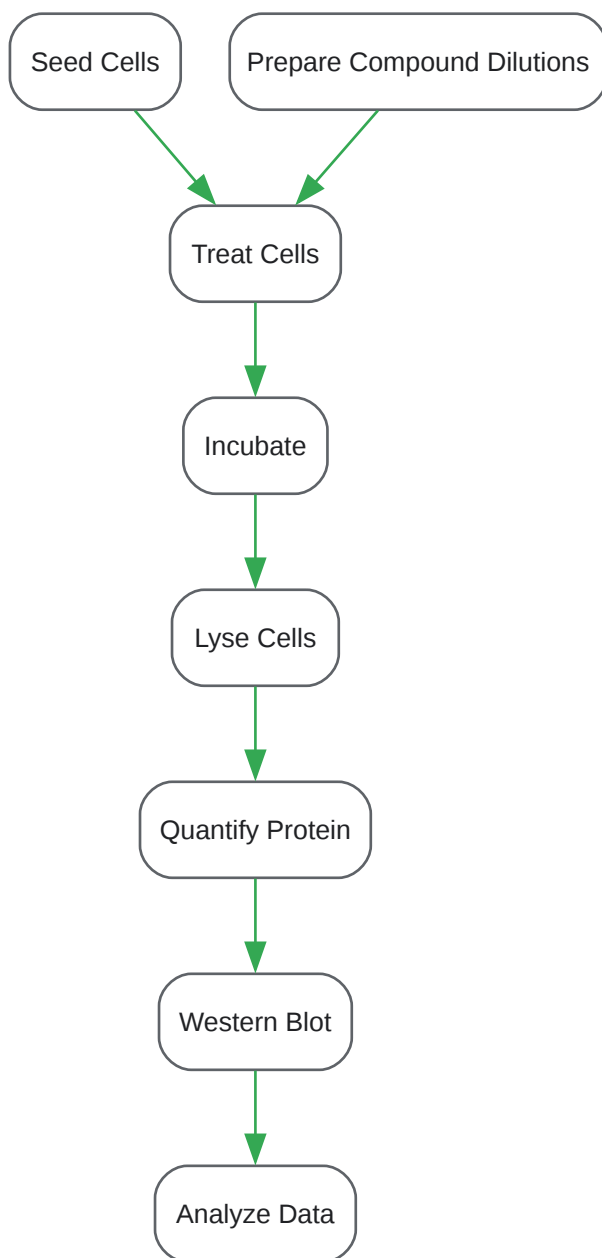 Seed Cells
Prepare Compound Dilutions
Treat Cells
Incubate
Lyse Cells
Quantify Protein
Western Blot
Analyze Data